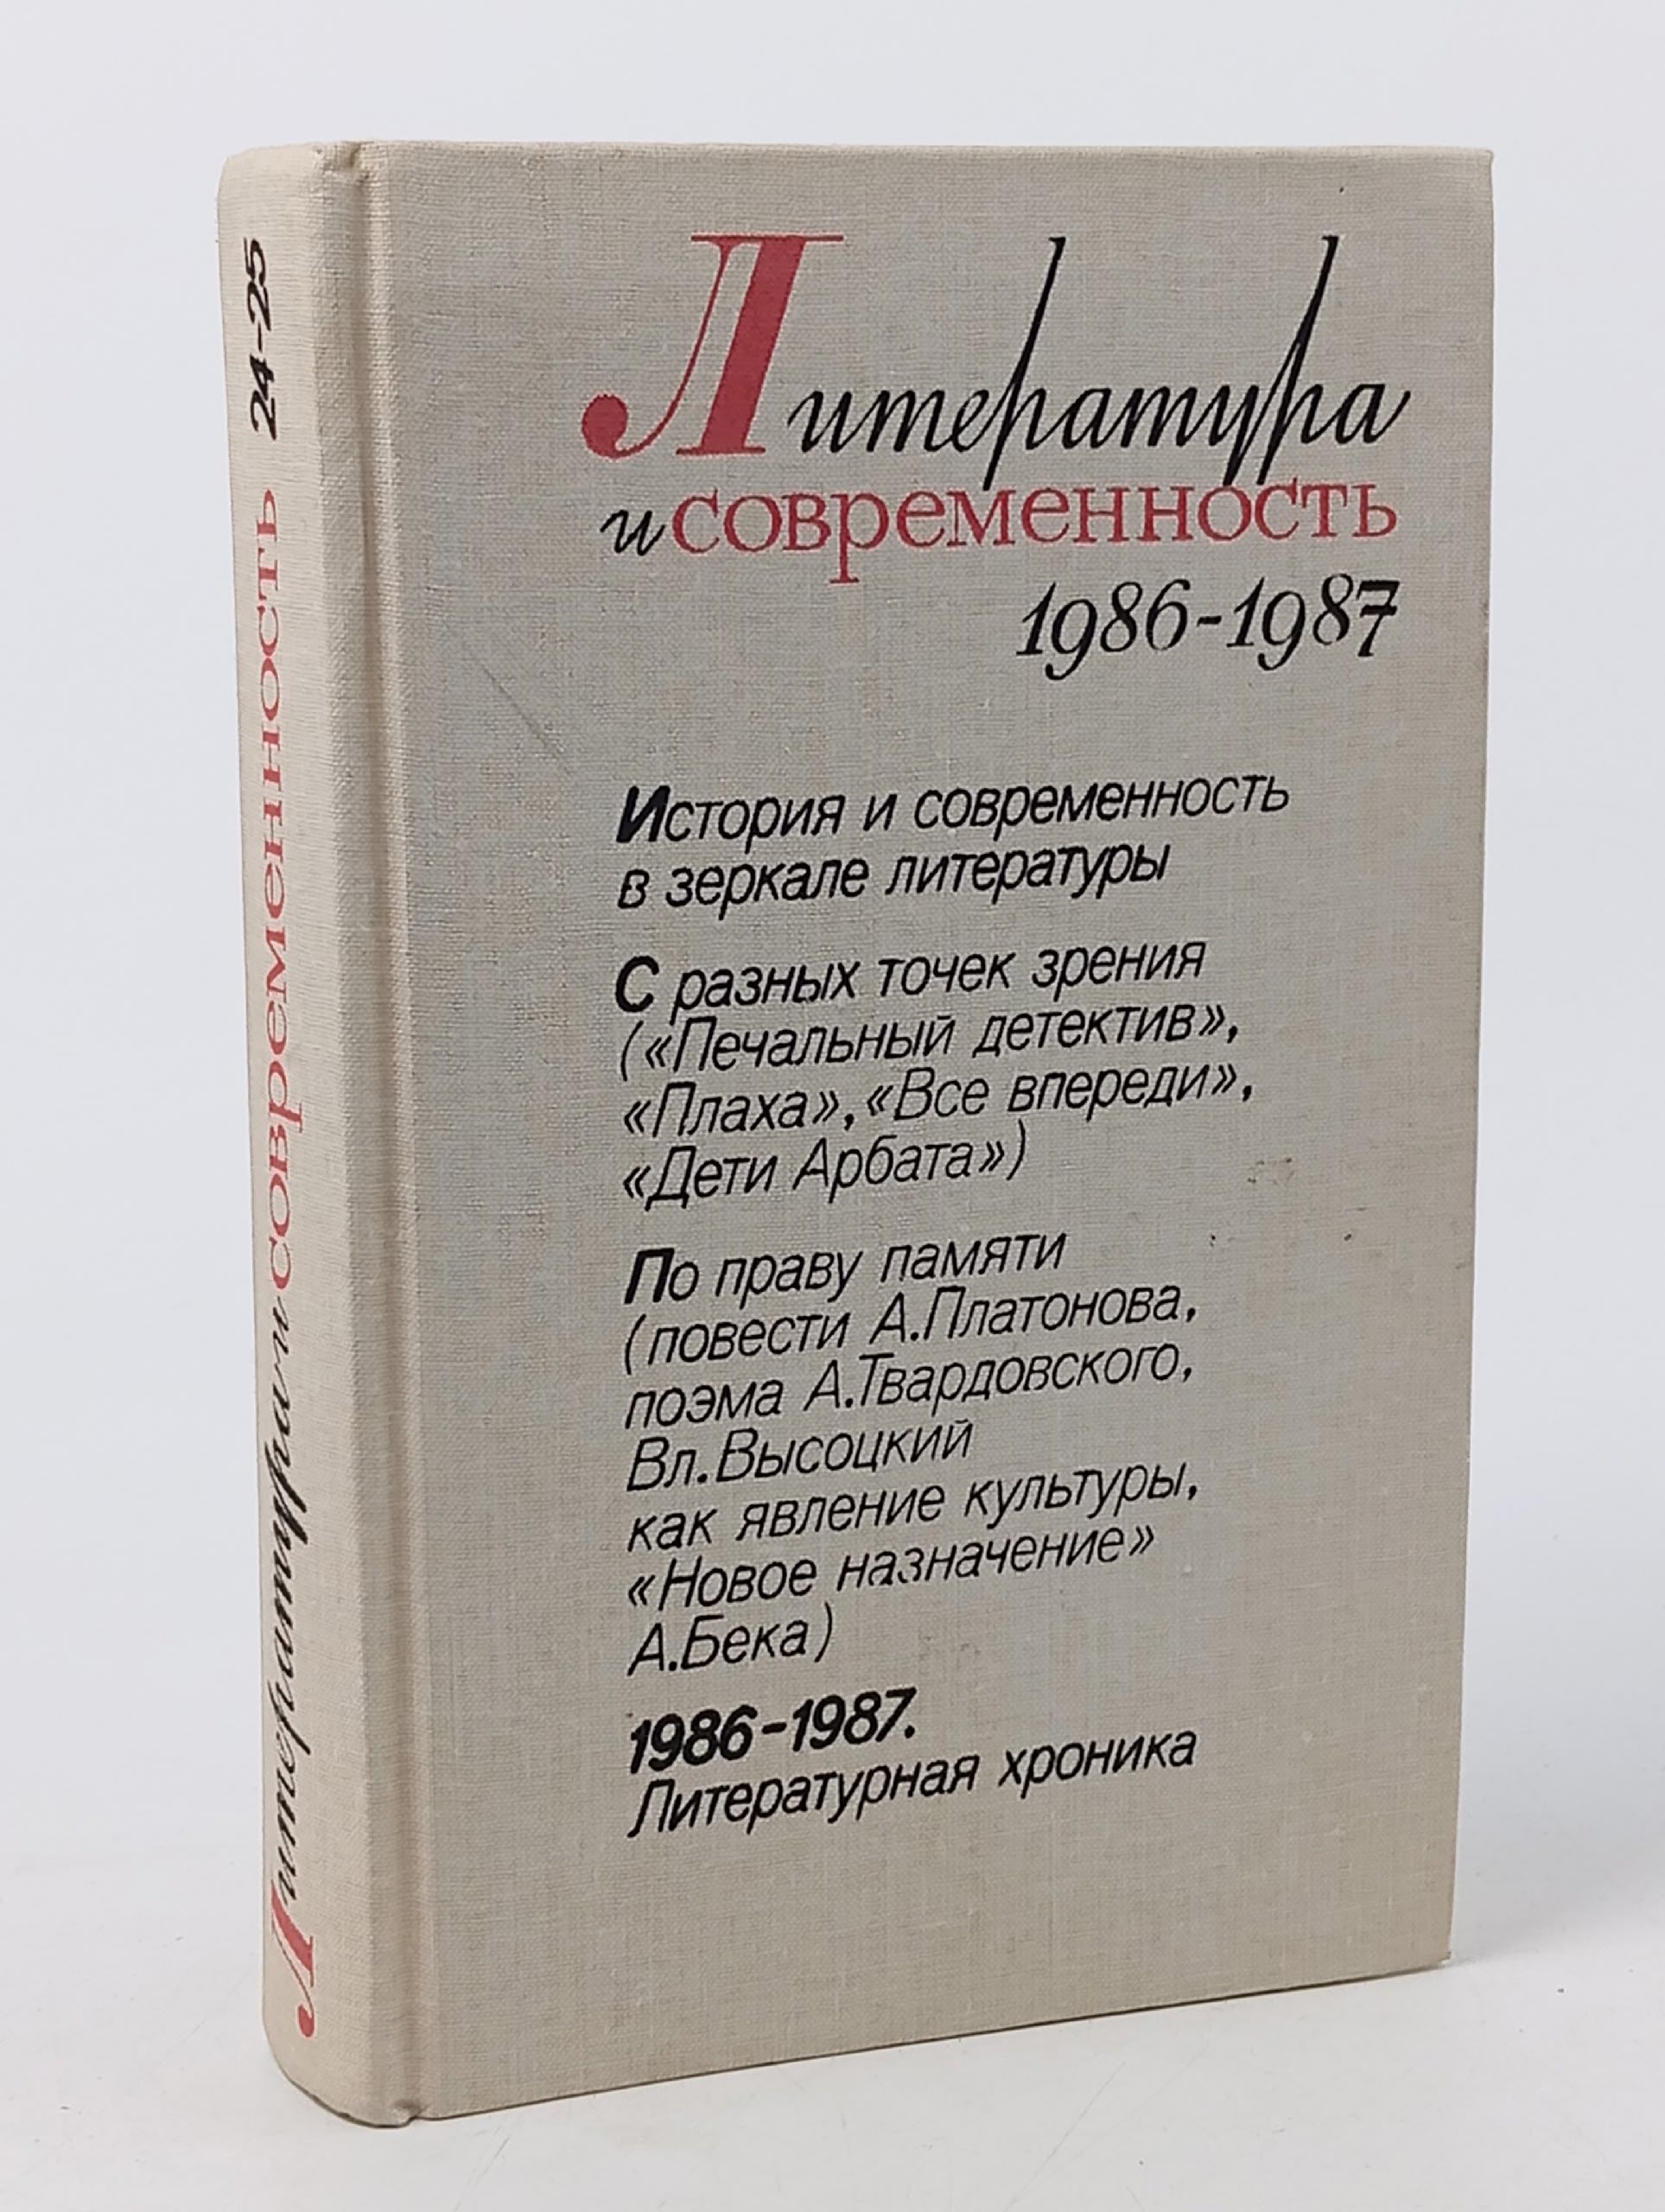 Литература и современность 24-25
Литература
и современность
1986-1987
История и современность
в зеркале литературы
С разных точек зрения
(«Печальный детектив»,
«Плаха», «Все впереди»,
«Дети Арбата»)
По праву памяти
(повести А.Платонова,
поэма А.Твардовского,
Вл.Высоцкий
как явление культуры,
«Новое назначение»
А.Бека)
1986-1987.
Литературная хроника